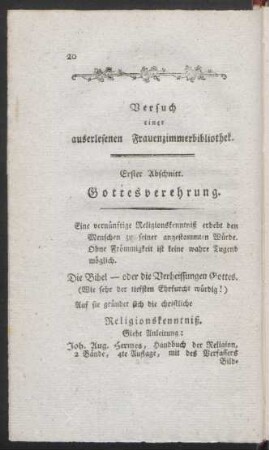 20
Versuch
einer
auserlesenen Frauenzimmerbibliothek.
Erster Abschnitt.
Gottesverehrung.
Eine vernünftige Religionskenntniß erhebt den
Menschen zu seiner angestammten Würde.
Ohne Frömmigkeit ist keine wahre Tugend
möglich.
Die Bibel — oder die Verheissungen Gottes.
(Wie sehr der tiefsten Ehrfurcht würdig!)
Auf sie gründet sich die christliche
Religionskenntniß.
Giebt Anleitung:
Joh. Aug. Hermes, Handbuch der Religion,
2 Bände, 4te Auflage, mit des Verfassers
Bild-